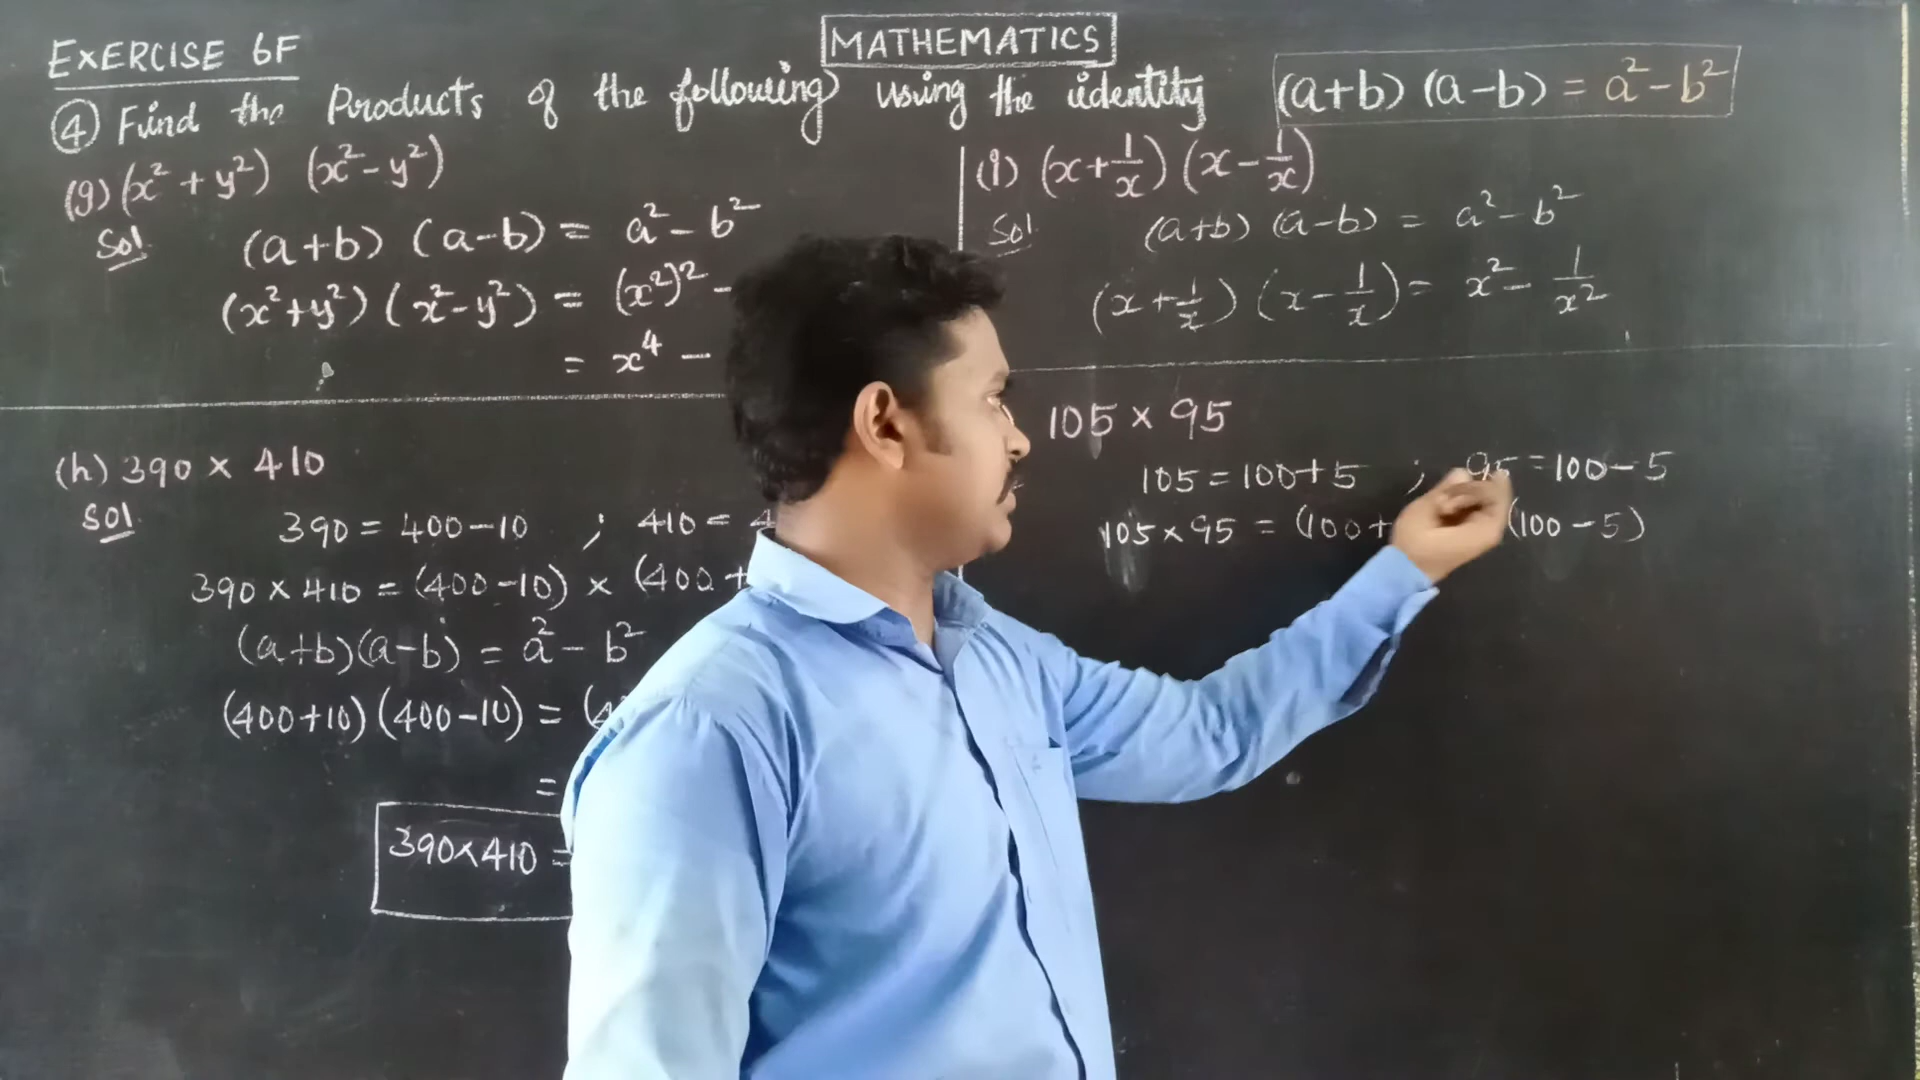 MATHEMATICS
EXERCISE 6F
④ Find the Products of the following using the identity (a+b) (a-b) = a² - b²
(g) (x² + y²) (x² - y²)
Sol
(a+b) (a-b) = a² - b²
(x²+y²) (x²-y²) = (x²)² -
= x⁴ -
(h) 390 × 410
Sol
390 = 400-10 ; 410 = 4
390 × 410 = (400-10) × (400+
(a+b)(a-b) = a² - b²
(400+10) (400-10) = (4
=
390×410 =
(i) (x+1/x) (x-1/x)
Sol
(a+b) (a-b) = a² - b²
(x+1/x) (x-1/x) = x² - 1/x²
105 × 95
105 = 100+5 ; 95 = 100-5
105×95 = (100+ (100-5)